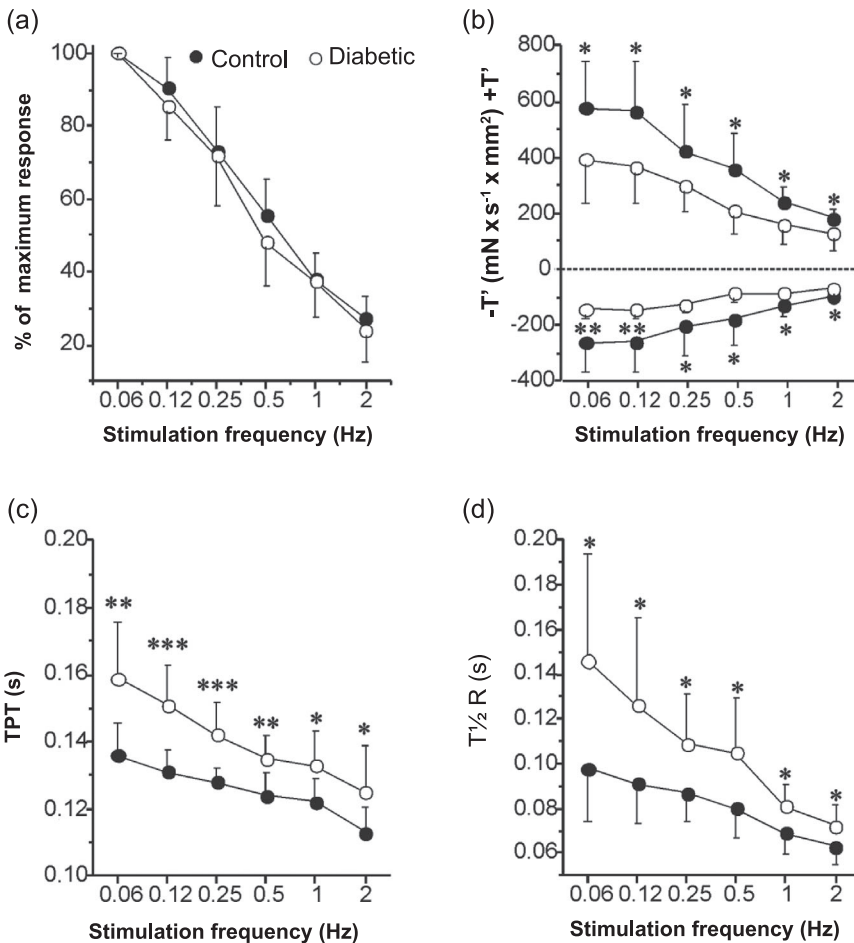 (a)
Control
Diabetic
100
80
60
40
20
% of maximum response
0.06 0.12 0.25 0.5 1 2
Stimulation frequency (Hz)
(b)
800
600
400
200
0
-200
-400
-T' (mN x s-1 x mm2) +T'
* * * * * *
** ** * * * *
0.06 0.12 0.25 0.5 1 2
Stimulation frequency (Hz)
(c)
0.20
0.18
0.16
0.14
0.12
0.10
TPT (s)
** *** *** ** * *
0.06 0.12 0.25 0.5 1 2
Stimulation frequency (Hz)
(d)
0.20
0.18
0.16
0.14
0.12
0.10
0.08
0.06
T½ R (s)
* * * * * *
0.06 0.12 0.25 0.5 1 2
Stimulation frequency (Hz)